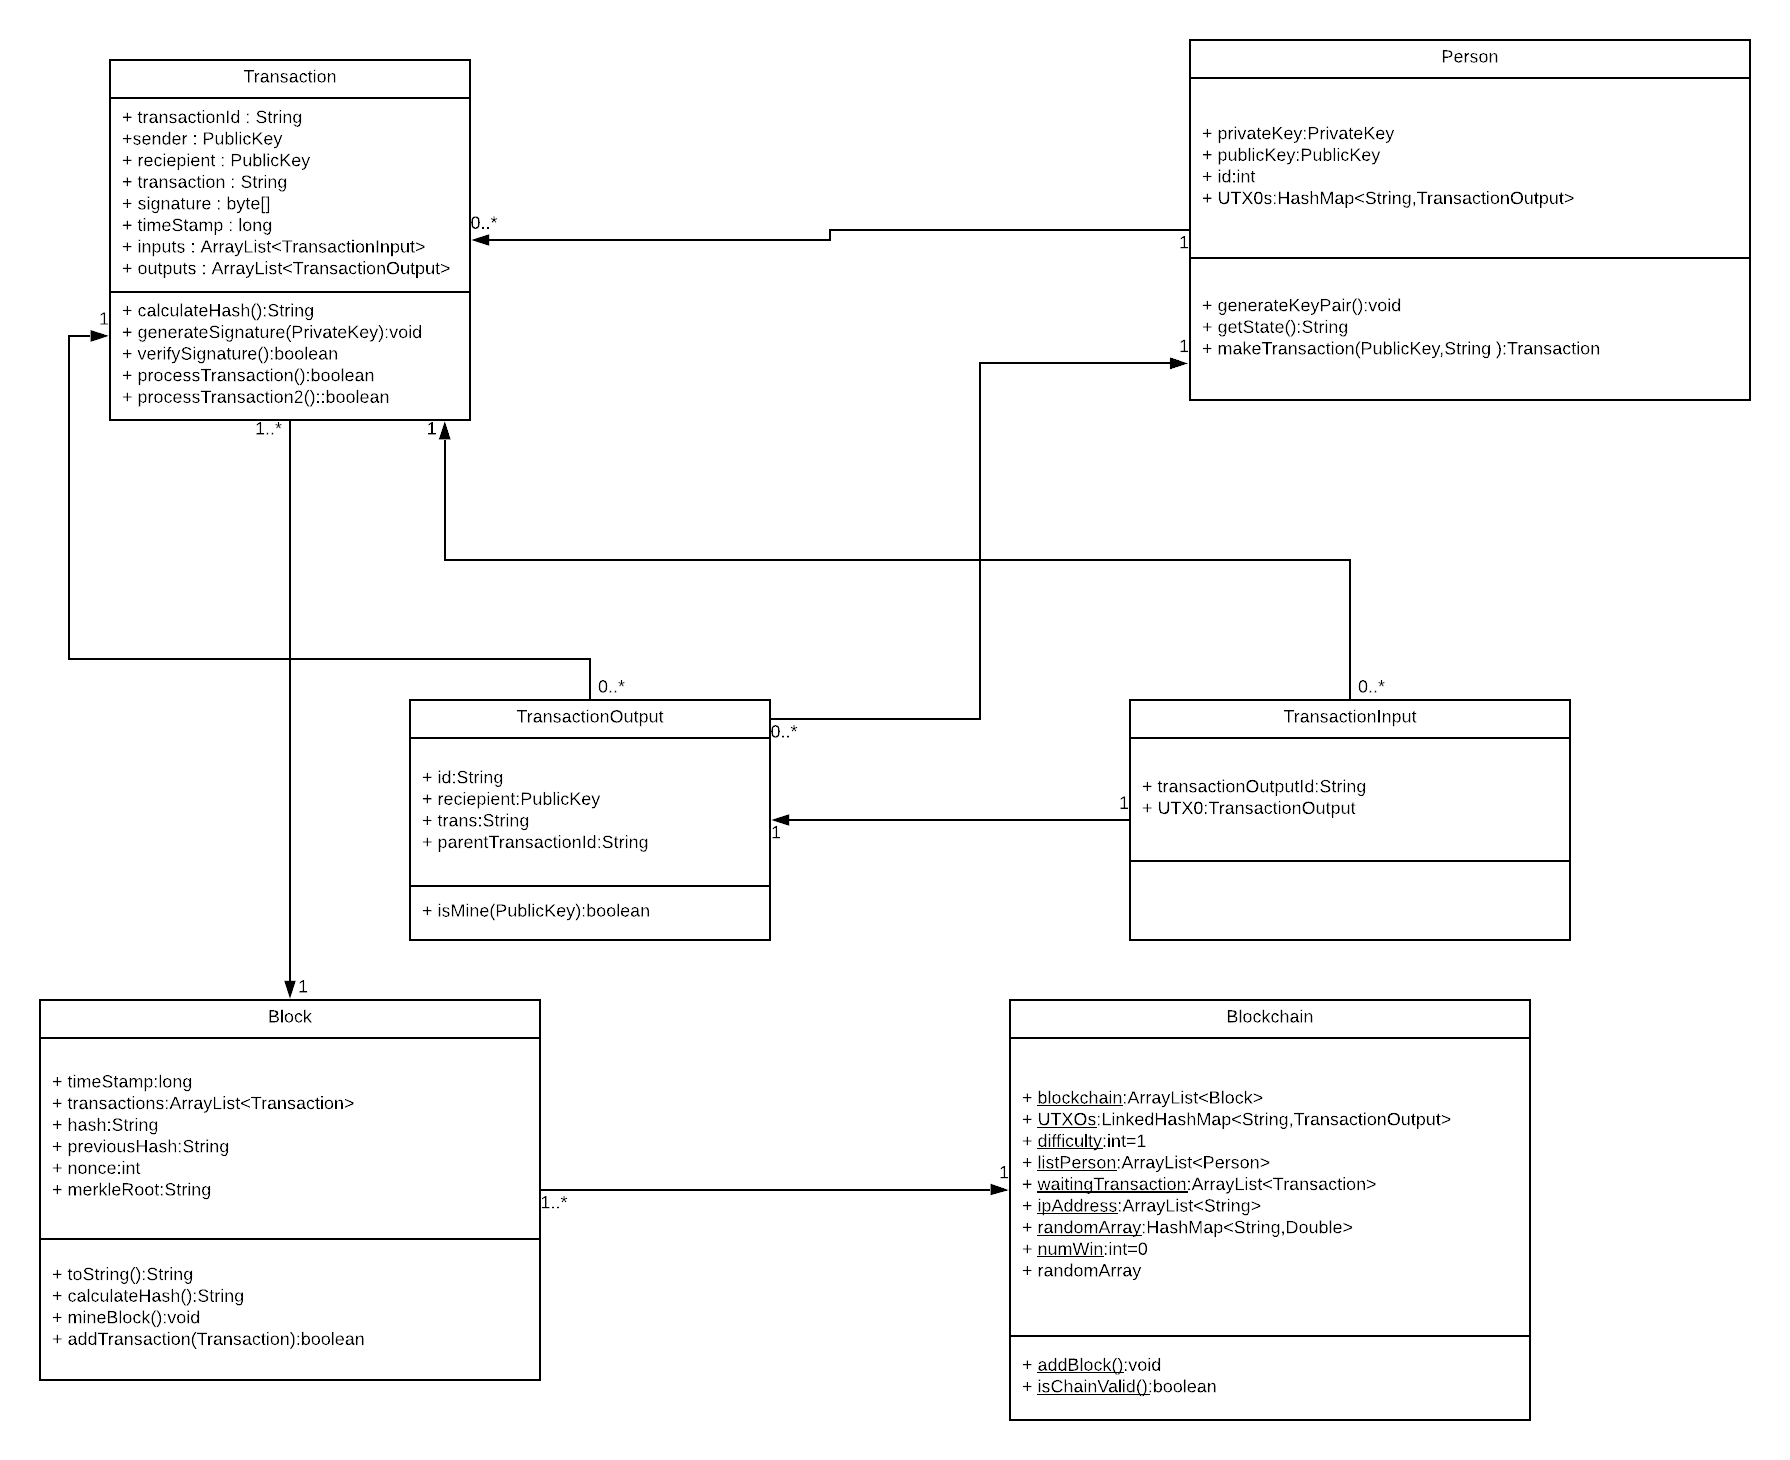 Transaction
+ transactionId : String
+sender : PublicKey
+ reciepient : PublicKey
+ transaction : String
+ signature : byte[]
+ timeStamp : long
+ inputs : ArrayList<TransactionInput>
+ outputs : ArrayList<TransactionOutput>
+ calculateHash():String
+ generateSignature(PrivateKey):void
+ verifySignature():boolean
+ processTransaction():boolean
+ processTransaction2()::boolean
Person
+ privateKey:PrivateKey
+ publicKey:PublicKey
+ id:int
+ UTX0s:HashMap<String,TransactionOutput>
+ generateKeyPair():void
+ getState():String
+ makeTransaction(PublicKey,String ):Transaction
0..*
1
1
1
1..*
1
0..*
0..*
TransactionOutput
+ id:String
+ reciepient:PublicKey
+ trans:String
+ parentTransactionId:String
+ isMine(PublicKey):boolean
0..*
1
1
TransactionInput
+ transactionOutputId:String
+ UTX0:TransactionOutput
1
Block
+ timeStamp:long
+ transactions:ArrayList<Transaction>
+ hash:String
+ previousHash:String
+ nonce:int
+ merkleRoot:String
+ toString():String
+ calculateHash():String
+ mineBlock():void
+ addTransaction(Transaction):boolean
1..*
1
Blockchain
+ blockchain:ArrayList<Block>
+ UTXOs:LinkedHashMap<String,TransactionOutput>
+ difficulty:int=1
+ listPerson:ArrayList<Person>
+ waitingTransaction:ArrayList<Transaction>
+ ipAddress:ArrayList<String>
+ randomArray:HashMap<String,Double>
+ numWin:int=0
+ randomArray
+ addBlock():void
+ isChainValid():boolean